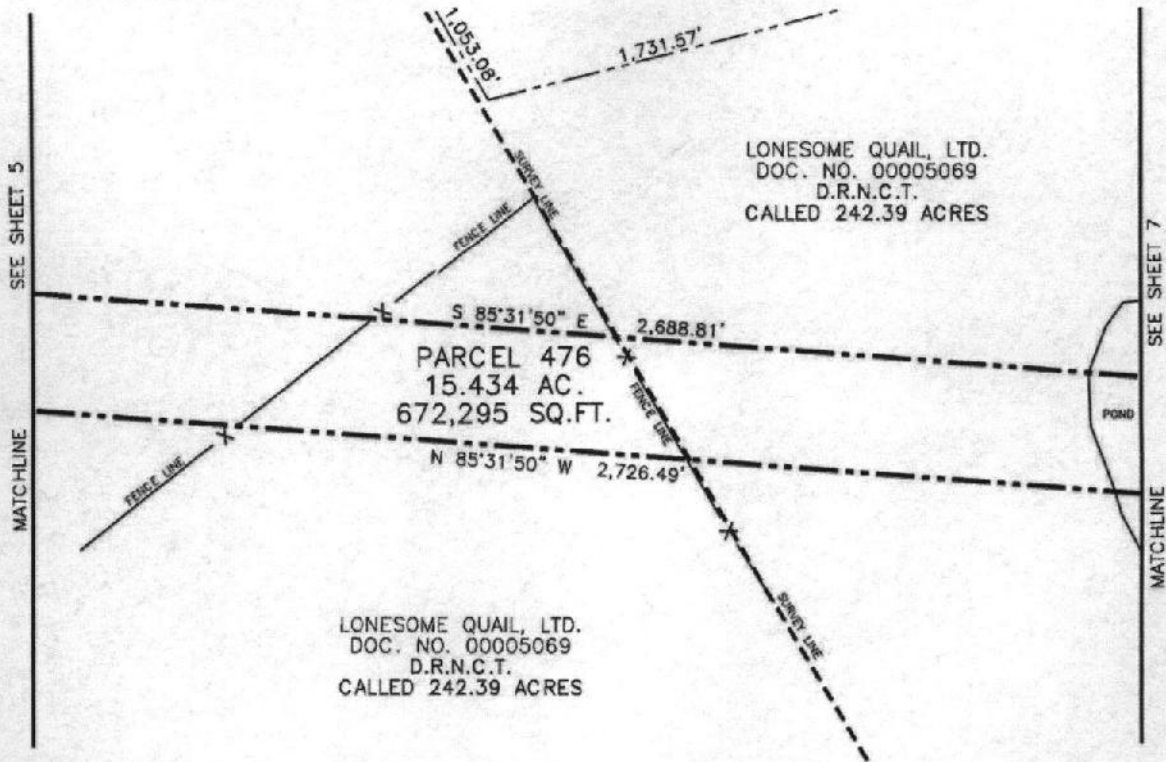 1,053.08'
1,731.57'
SEE SHEET 5
MATCHLINE
SURVEY LINE
FENCE LINE
LONESOME QUAIL, LTD.
DOC. NO. 00005069
D.R.N.C.T.
CALLED 242.39 ACRES
SEE SHEET 7
MATCHLINE
S 85°31'50" E 2,688.81'
PARCEL 476
15.434 AC.
672,295 SQ.FT.
FENCE LINE
POND
N 85°31'50" W 2,726.49'
FENCE LINE
SURVEY LINE
LONESOME QUAIL, LTD.
DOC. NO. 00005069
D.R.N.C.T.
CALLED 242.39 ACRES